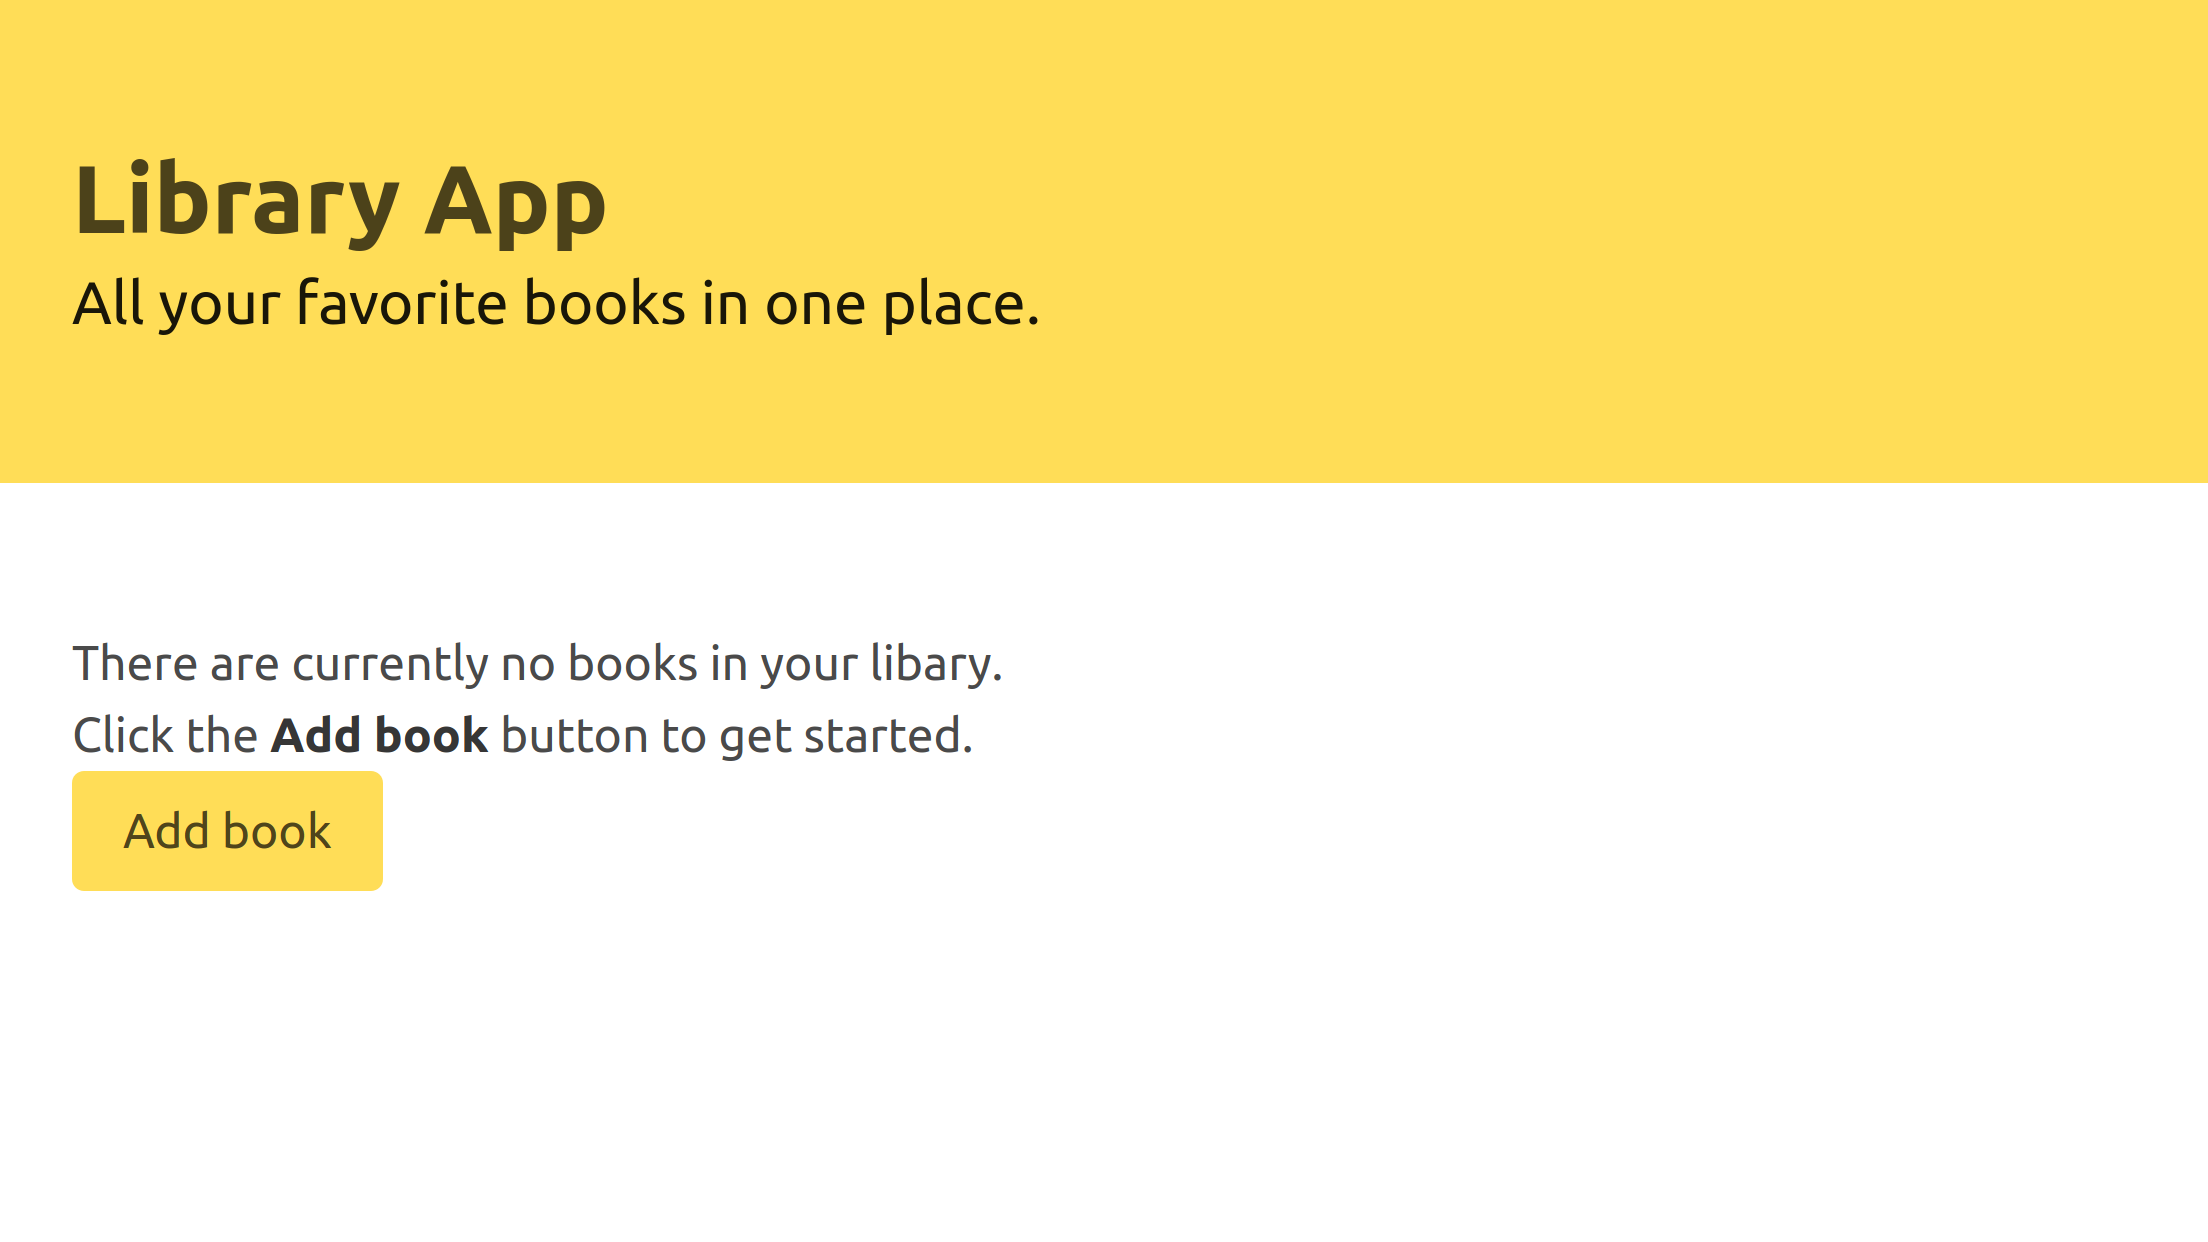 Library App
All your favorite books in one place.
There are currently no books in your libary.
Click the Add book button to get started.
Add book